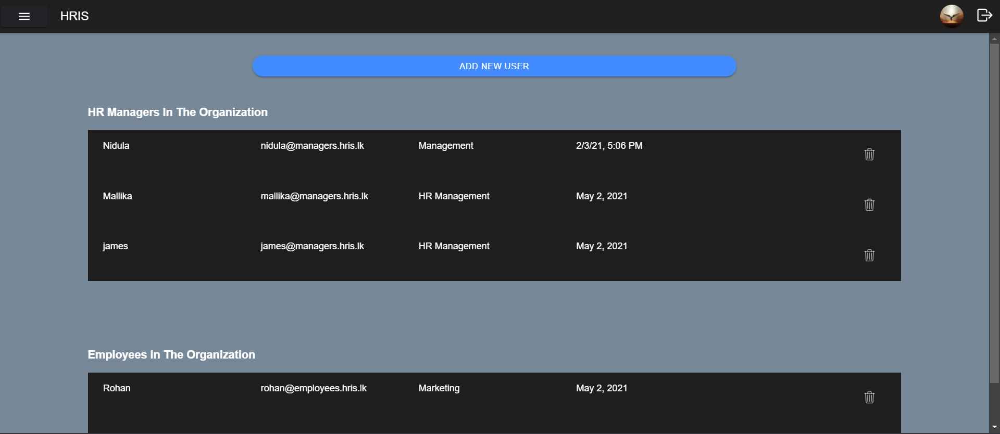 HRIS
ADD NEW USER
HR Managers In The Organization
Nidula nidula@managers.hris.lk Management 2/3/21, 5:06 PM
Mallika mallika@managers.hris.lk HR Management May 2, 2021
james james@managers.hris.lk HR Management May 2, 2021
Employees In The Organization
Rohan rohan@employees.hris.lk Marketing May 2, 2021